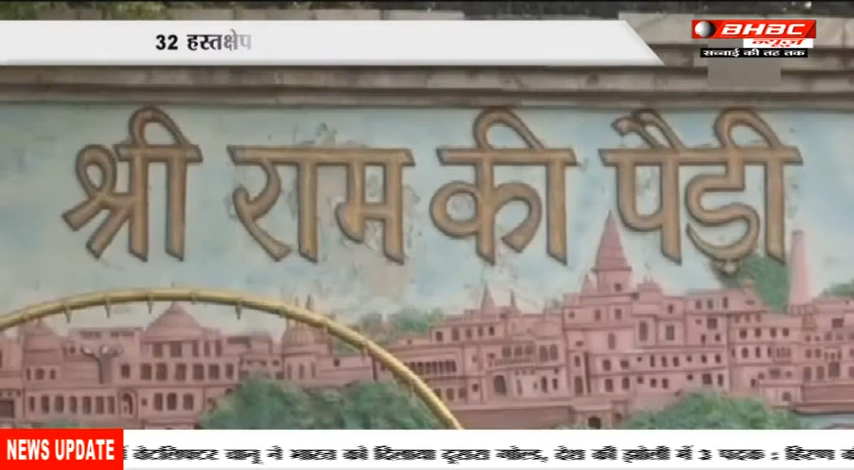 32 हस्तक्षेप
BHBC
न्यूज़
सच्चाई की तह तक
श्री राम की पैड़ी
NEWS UPDATE
ने भारत को दिलाया दूसरा गोल्ड, देश की झोली में 3 पदक :